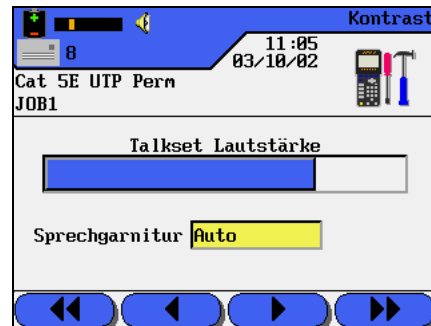 Kontrast
8
11:05
03/10/02
Cat 5E UTP Perm
JOB1
Talkset Lautstärke
Sprechgarnitur Auto